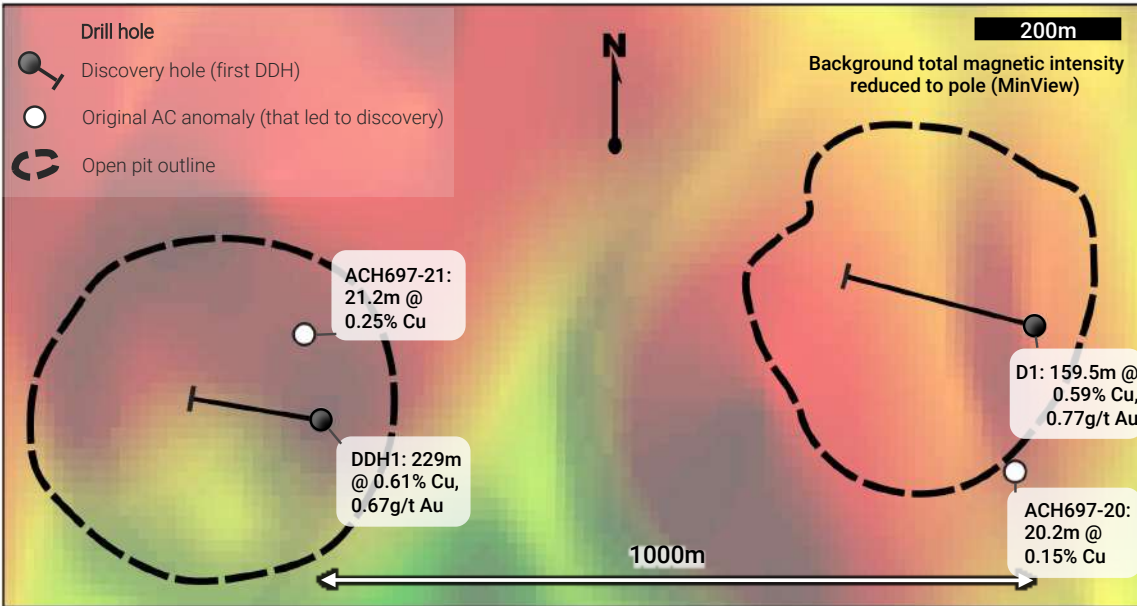 Drill hole
Discovery hole (first DDH)
Original AC anomaly (that led to discovery)
Open pit outline
N
200m
Background total magnetic intensity
reduced to pole (MinView)
ACH697-21:
21.2m @
0.25% Cu
DDH1: 229m
@ 0.61% Cu,
0.67g/t Au
D1: 159.5m @
0.59% Cu,
0.77g/t Au
ACH697-20:
20.2m @
0.15% Cu
1000m